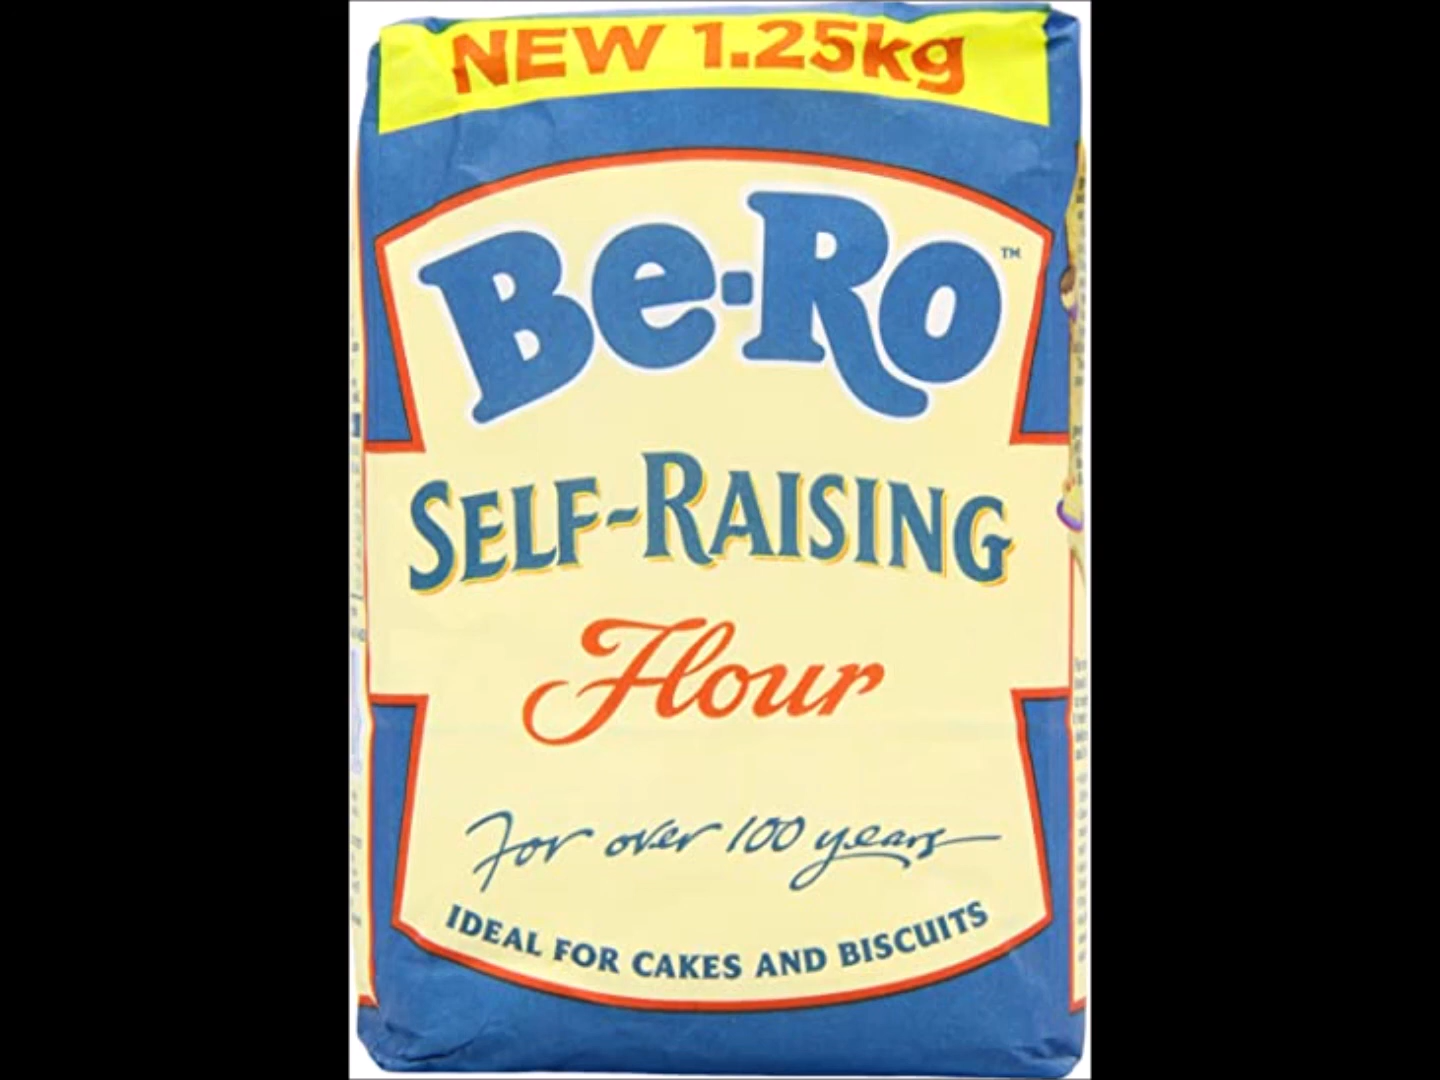 NEW 1.25kg
Be-Ro™
SELF-RAISING
Flour
For over 100 years
IDEAL FOR CAKES AND BISCUITS